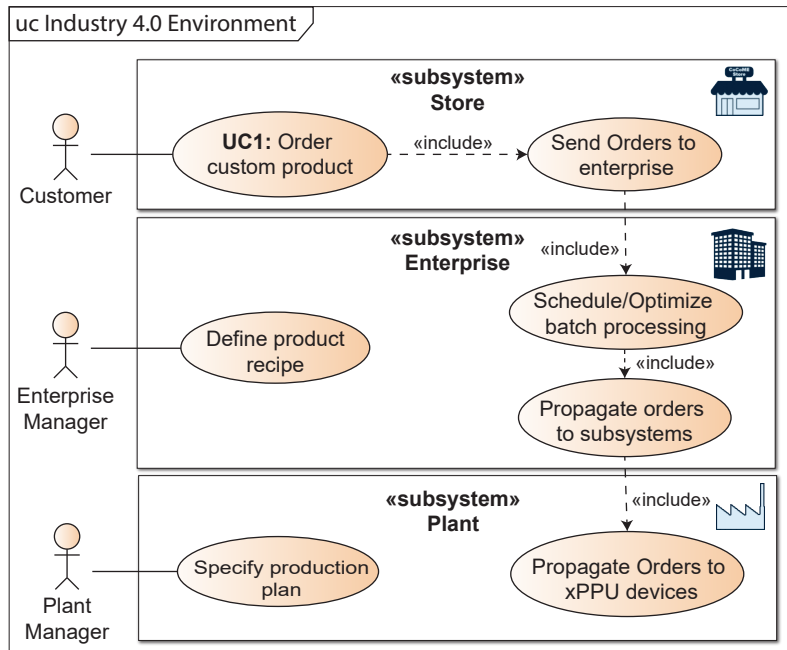 uc Industry 4.0 Environment
«subsystem»
Store
CoCoME
Store
Customer
UC1: Order
custom product
«include»
Send Orders to
enterprise
«include»
«subsystem»
Enterprise
Enterprise
Manager
Define product
recipe
Schedule/Optimize
batch processing
«include»
Propagate orders
to subsystems
«include»
«subsystem»
Plant
Plant
Manager
Specify production
plan
Propagate Orders to
xPPU devices